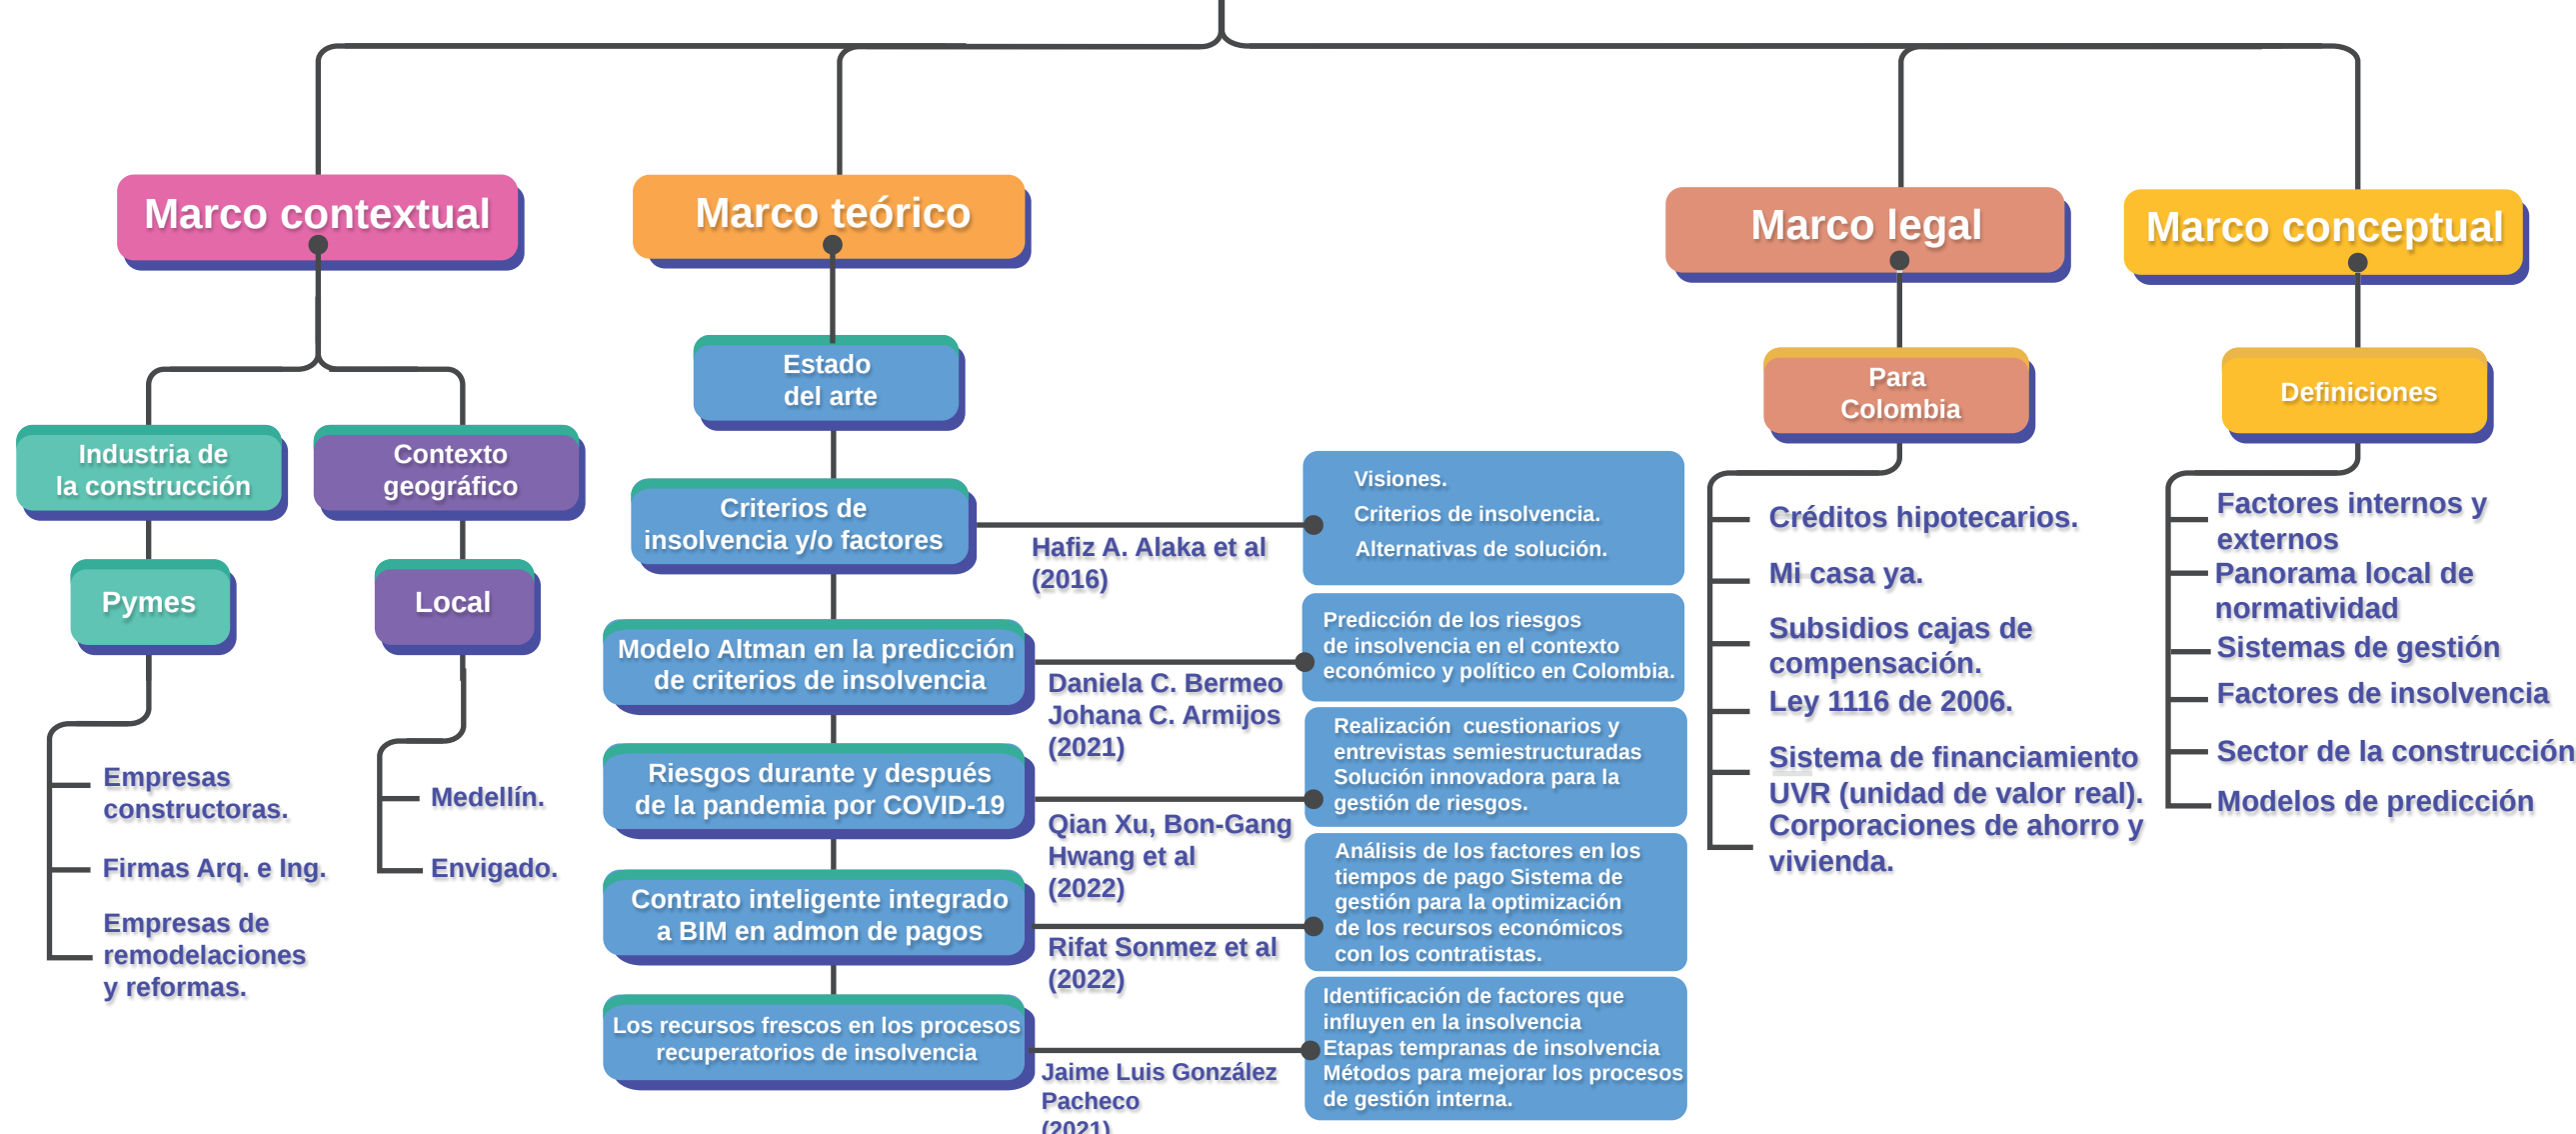 Marco contextual
Industria de
la construcción
Pymes
Empresas
constructoras.
Firmas Arq. e Ing.
Empresas de
remodelaciones
y reformas.
Contexto
geográfico
Local
Medellín.
Envigado.
Marco teórico
Estado
del arte
Criterios de
insolvencia y/o factores
Hafiz A. Alaka et al
(2016)
Visiones.
Criterios de insolvencia.
Alternativas de solución.
Modelo Altman en la predicción
de criterios de insolvencia
Daniela C. Bermeo
Johana C. Armijos
(2021)
Predicción de los riesgos
de insolvencia en el contexto
económico y político en Colombia.
Riesgos durante y después
de la pandemia por COVID-19
Qian Xu, Bon-Gang
Hwang et al
(2022)
Realización cuestionarios y
entrevistas semiestructuradas
Solución innovadora para la
gestión de riesgos.
Contrato inteligente integrado
a BIM en admon de pagos
Rifat Sonmez et al
(2022)
Análisis de los factores en los
tiempos de pago Sistema de
gestión para la optimización
de los recursos económicos
con los contratistas.
Los recursos frescos en los procesos
recuperatorios de insolvencia
Jaime Luis González
Pacheco
(2021)
Identificación de factores que
influyen en la insolvencia
Etapas tempranas de insolvencia
Métodos para mejorar los procesos
de gestión interna.
Marco legal
Para
Colombia
Créditos hipotecarios.
Mi casa ya.
Subsidios cajas de
compensación.
Ley 1116 de 2006.
Sistema de financiamiento
UVR (unidad de valor real).
Corporaciones de ahorro y
vivienda.
Marco conceptual
Definiciones
Factores internos y
externos
Panorama local de
normatividad
Sistemas de gestión
Factores de insolvencia
Sector de la construcción
Modelos de predicción